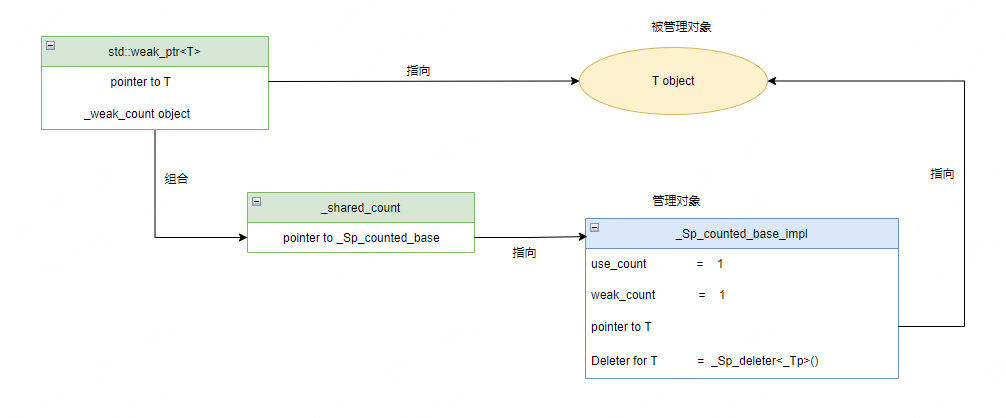 被管理对象
std::weak_ptr<T>
pointer to T
_weak_count object
指向
T object
组合
指向
_shared_count
pointer to _Sp_counted_base
指向
管理对象
_Sp_counted_base_impl
use_count = 1
weak_count = 1
pointer to T
Deleter for T = _Sp_deleter<_Tp>()